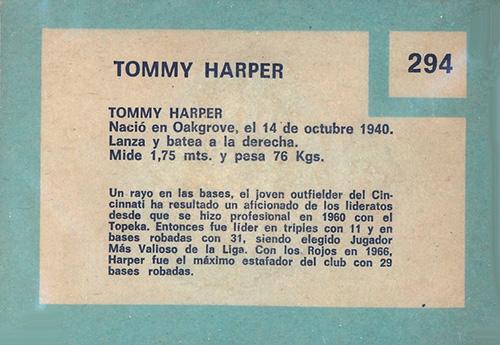 TOMMY HARPER
294
TOMMY HARPER
Nació en Oakgrove, el 14 de octubre 1940.
Lanza y batea a la derecha.
Mide 1,75 mts. y pesa 76 Kgs.
Un rayo en las bases, el joven outfielder del Cin-
cinnati ha resultado un aficionado de los lideratos
desde que se hizo profesional en 1960 con el
Topeka. Entonces fue líder en triples con 11 y en
bases robadas con 31, siendo elegido Jugador
Más Valioso de la Liga. Con los Rojos en 1966,
Harper fue el máximo estafador del club con 29
bases robadas.